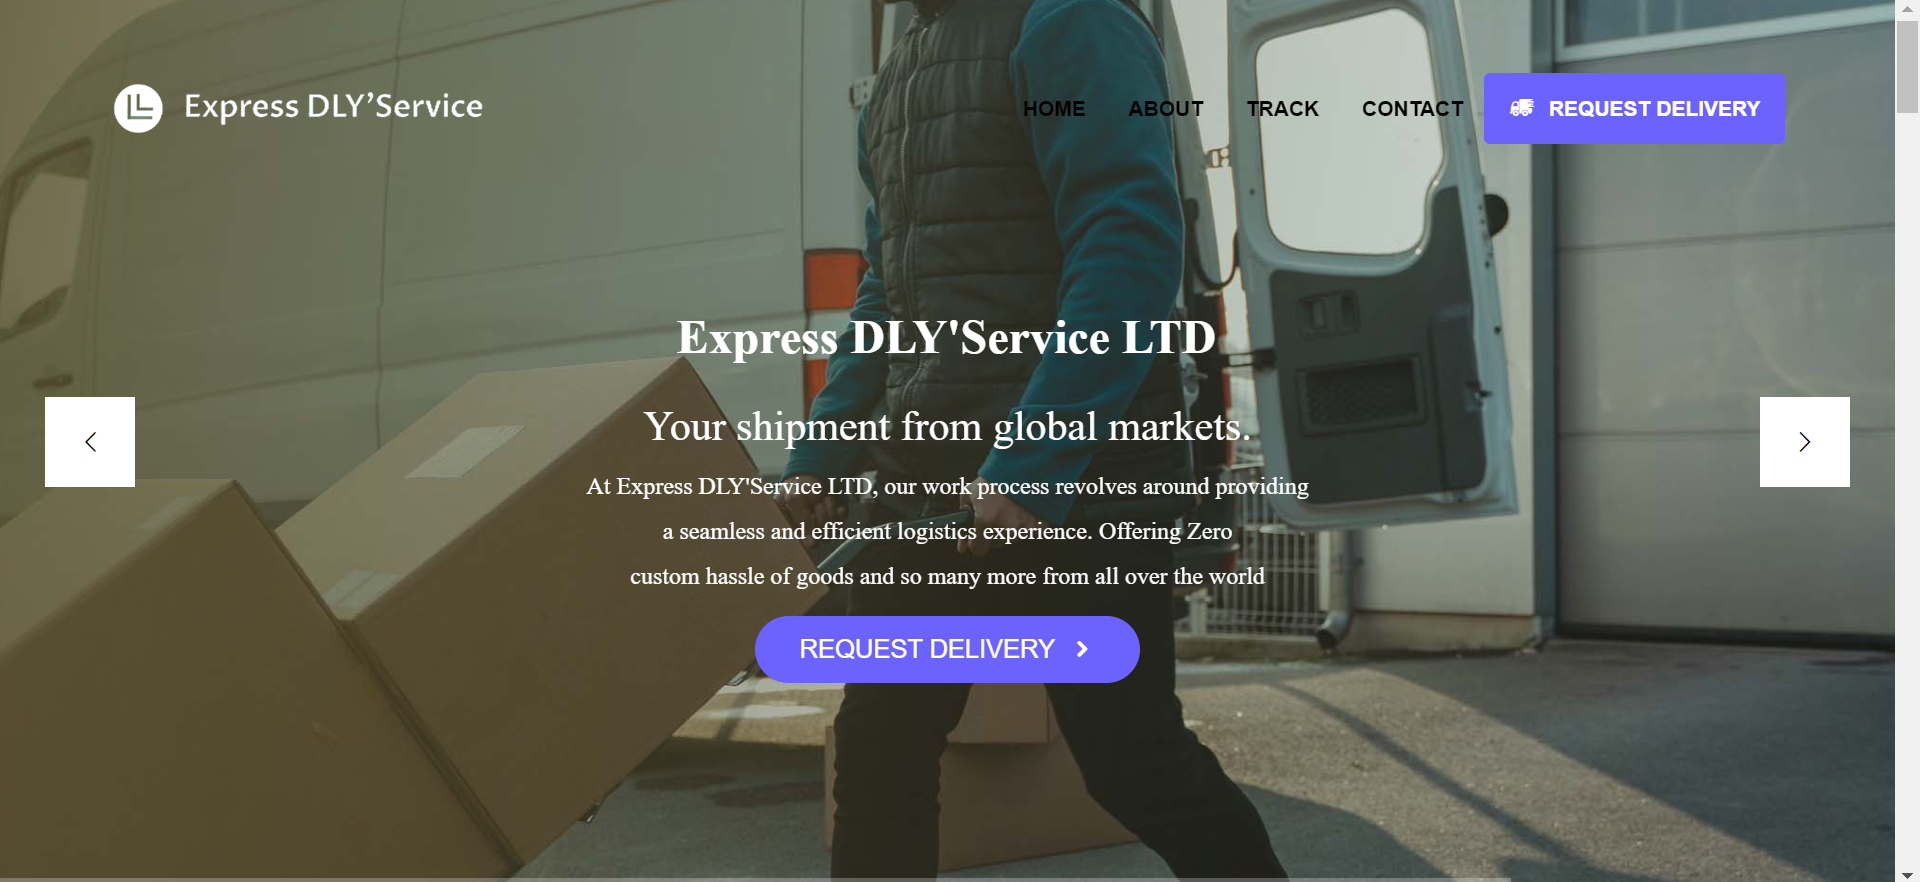 Express DLY’Service
HOME ABOUT TRACK CONTACT REQUEST DELIVERY
Express DLY'Service LTD
Your shipment from global markets.
At Express DLY'Service LTD, our work process revolves around providing
a seamless and efficient logistics experience. Offering Zero
custom hassle of goods and so many more from all over the world
REQUEST DELIVERY